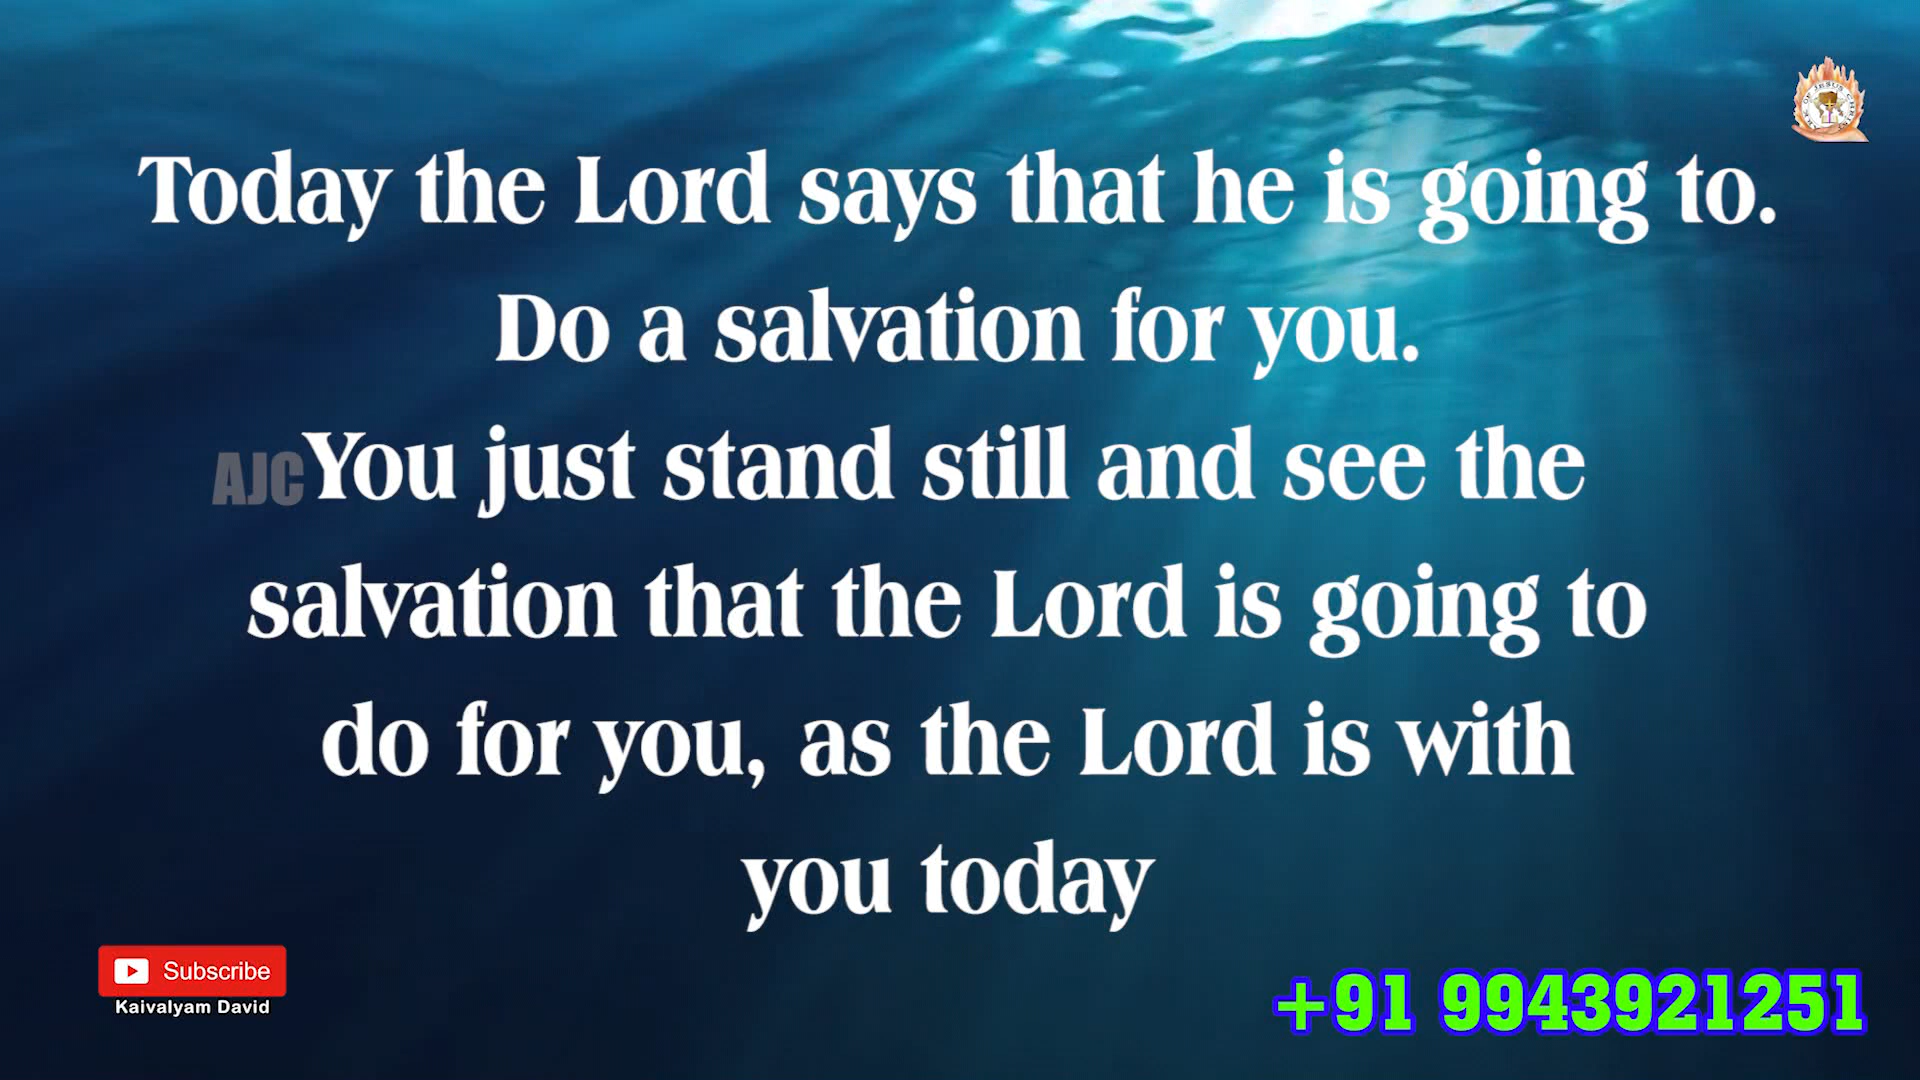 Today the Lord says that he is going to.
Do a salvation for you.
AJC
You just stand still and see the
salvation that the Lord is going to
do for you, as the Lord is with
you today
Subscribe
Kaivalyam David
+91 9943921251